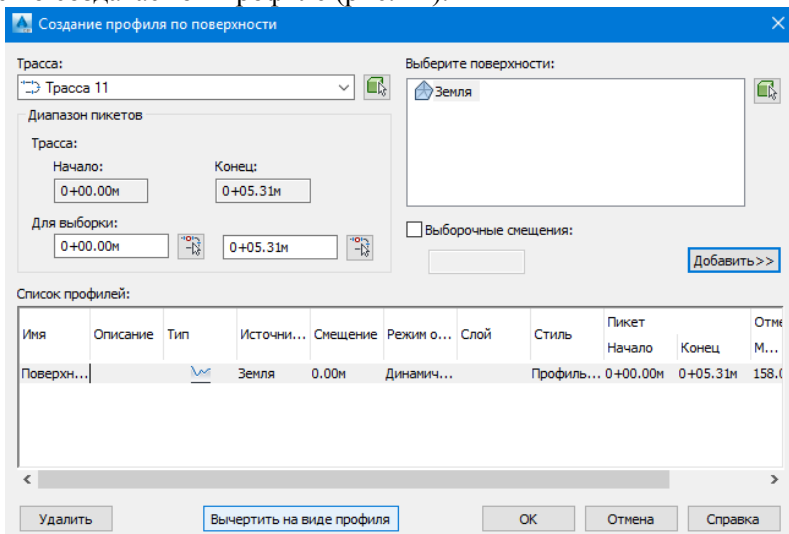 Создание профиля по поверхности
Трасса:
Трасса 11
Выберите поверхности:
Земля
Диапазон пикетов
Трасса:
Начало: Конец:
0+00.00м 0+05.31м
Для выборки:
0+00.00м 0+05.31м
Выборочные смещения:
Добавить>>
Список профилей:
Имя Описание Тип Источни... Смещение Режим о... Слой Стиль Пикет Отме
Начало Конец М...
Поверхн... Земля 0.00м Динамич... Профиль... 0+00.00м 0+05.31м 158.0
Удалить Вычертить на виде профиля OK Отмена Справка